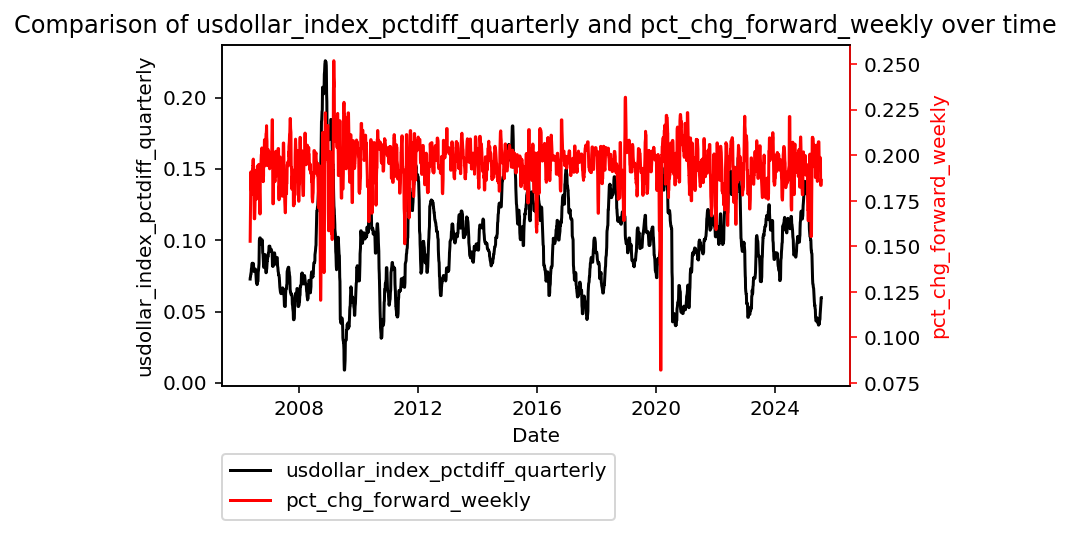 Comparison of usdollar_index_pctdiff_quarterly and pct_chg_forward_weekly over time
usdollar_index_pctdiff_quarterly
0.20
0.15
0.10
0.05
0.00
0.250
0.225
0.200
0.175
0.150
0.125
0.100
0.075
pct_chg_forward_weekly
2008 2012 2016 2020 2024
Date
usdollar_index_pctdiff_quarterly
pct_chg_forward_weekly